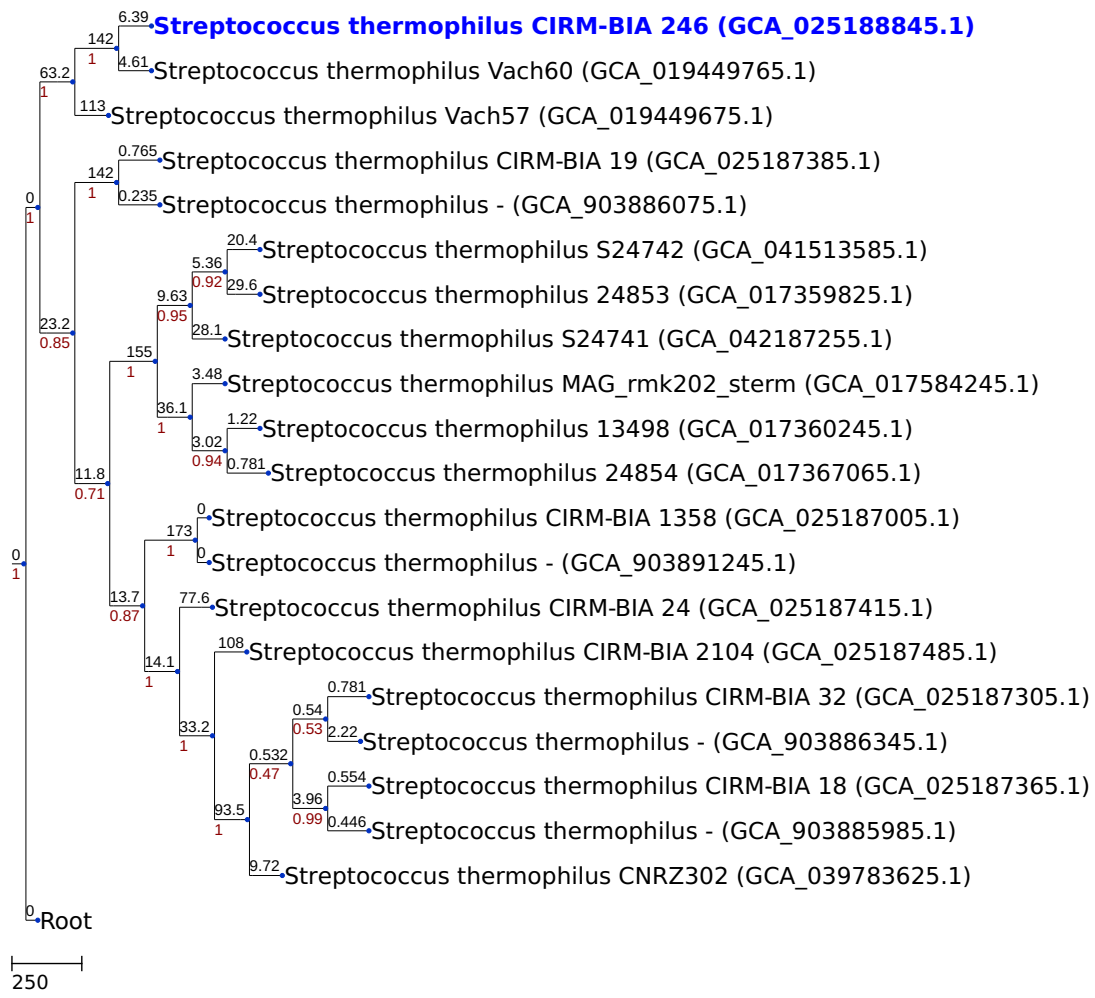 6.39
Streptococcus thermophilus CIRM-BIA 246 (GCA_025188845.1)
142
1
4.61
Streptococcus thermophilus Vach60 (GCA_019449765.1)
63.2
1
113
Streptococcus thermophilus Vach57 (GCA_019449675.1)
0.765
Streptococcus thermophilus CIRM-BIA 19 (GCA_025187385.1)
142
1
0.235
Streptococcus thermophilus - (GCA_903886075.1)
0
1
20.4
Streptococcus thermophilus S24742 (GCA_041513585.1)
5.36
0.92
29.6
Streptococcus thermophilus 24853 (GCA_017359825.1)
9.63
0.95
28.1
Streptococcus thermophilus S24741 (GCA_042187255.1)
23.2
0.85
155
1
3.48
Streptococcus thermophilus MAG_rmk202_sterm (GCA_017584245.1)
36.1
1
1.22
Streptococcus thermophilus 13498 (GCA_017360245.1)
3.02
0.94
0.781
Streptococcus thermophilus 24854 (GCA_017367065.1)
11.8
0.71
0
Streptococcus thermophilus CIRM-BIA 1358 (GCA_025187005.1)
173
1
0
Streptococcus thermophilus - (GCA_903891245.1)
0
1
13.7
0.87
77.6
Streptococcus thermophilus CIRM-BIA 24 (GCA_025187415.1)
14.1
1
108
Streptococcus thermophilus CIRM-BIA 2104 (GCA_025187485.1)
33.2
1
0.781
Streptococcus thermophilus CIRM-BIA 32 (GCA_025187305.1)
0.54
0.53
2.22
Streptococcus thermophilus - (GCA_903886345.1)
0.532
0.47
0.554
Streptococcus thermophilus CIRM-BIA 18 (GCA_025187365.1)
3.96
0.99
0.446
Streptococcus thermophilus - (GCA_903885985.1)
93.5
1
9.72
Streptococcus thermophilus CNRZ302 (GCA_039783625.1)
0
Root
250